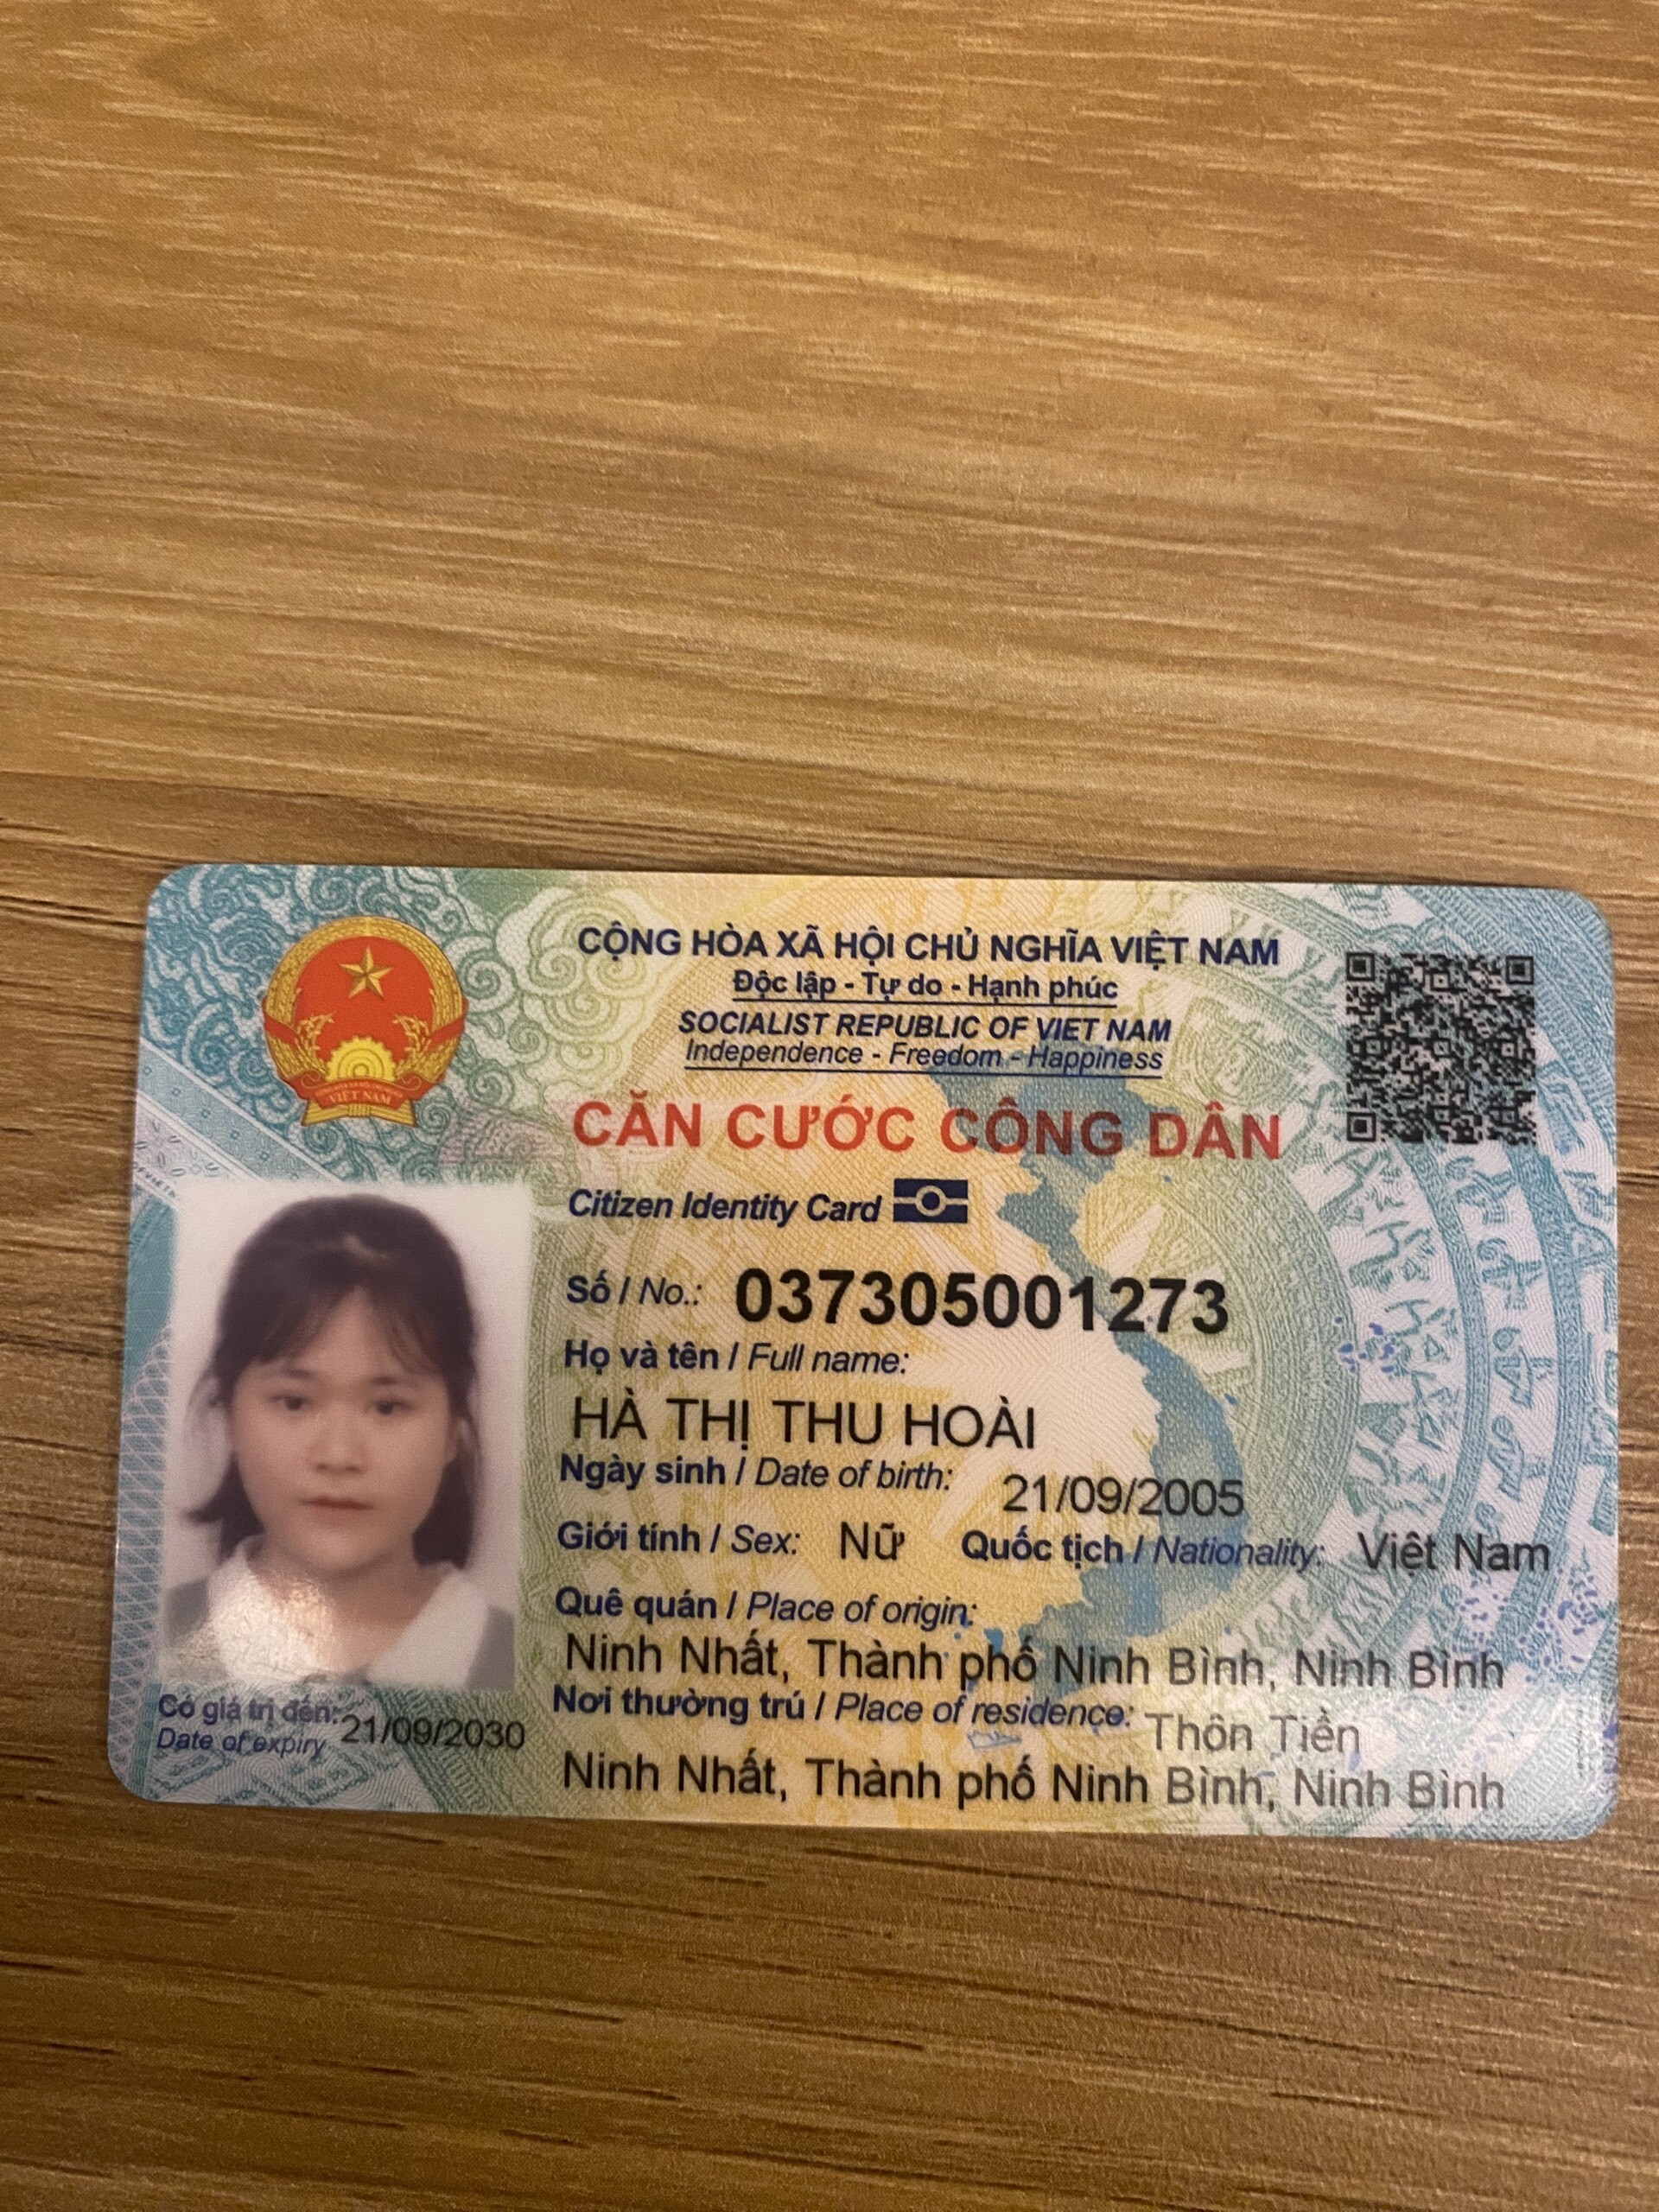 CỘNG HÒA XÃ HỘI CHỦ NGHĨA VIỆT NAM
Độc lập - Tự do - Hạnh phúc
SOCIALIST REPUBLIC OF VIET NAM
Independence - Freedom - Happiness
CĂN CƯỚC CÔNG DÂN
Citizen Identity Card
Số / No.: 037305001273
Họ và tên / Full name:
HÀ THỊ THU HOÀI
Ngày sinh / Date of birth: 21/09/2005
Giới tính / Sex: Nữ Quốc tịch / Nationality: Việt Nam
Quê quán / Place of origin:
Ninh Nhất, Thành phố Ninh Bình, Ninh Bình
Nơi thường trú / Place of residence: Thôn Tiền
Ninh Nhất, Thành phố Ninh Bình, Ninh Bình
Có giá trị đến: 21/09/2030
Date of expiry
VIỆT NAM